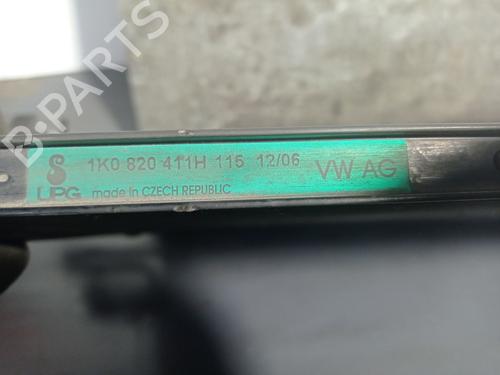 B-PARTS
1K0 820 411H 115 12/06 VW AG
UPG made in CZECH REPUBLIC